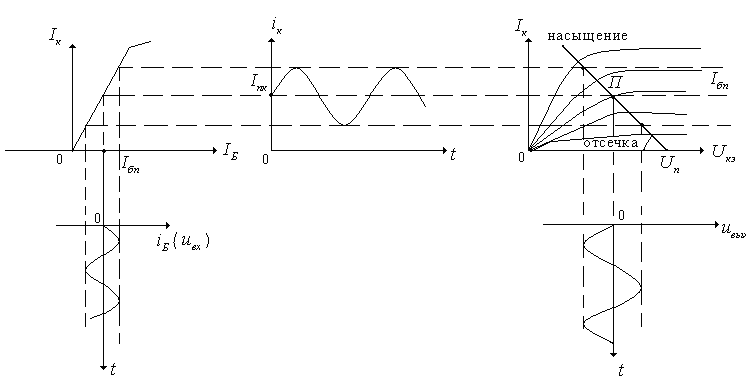 Iк
iк
Iк
насыщение
Iпк
П
Iбп
0
Iбп
IБ
0
t
0
отсечка
Uп
Uкэ
0
iБ(uвх)
0
uвых
t
t